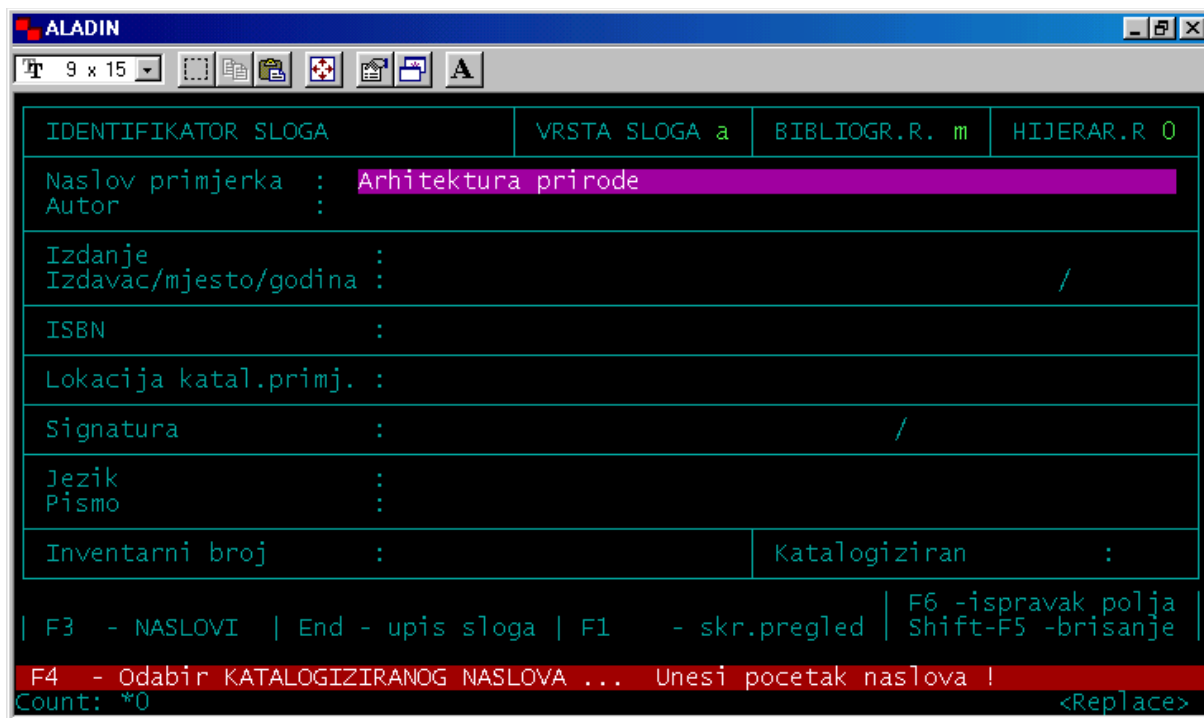 ALADIN
9 x 15
A
IDENTIFIKATOR SLOGA VRSTA SLOGA a BIBLIOGR.R. m HIJERAR.R 0
Naslov primjerka : Arhitektura prirode
Autor :
Izdanje :
Izdavac/mjesto/godina : /
ISBN :
Lokacija katal.primj. :
Signatura : /
Jezik :
Pismo :
Inventarni broj : Katalogiziran :
| F3 - NASLOVI | End - upis sloga | F1 - skr.pregled | F6 -ispravak polja |
Shift-F5 -brisanje |
F4 - Odabir KATALOGIZIRANOG NASLOVA ... Unesi pocetak naslova !
Count: *0 <Replace>